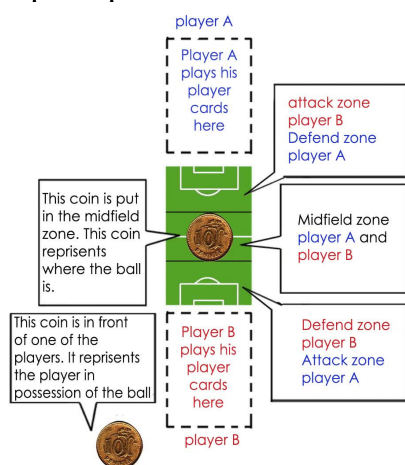 player A
Player A
plays his
player
cards
here
attack zone
player B
Defend zone
player A
This coin is put
in the midfield
zone. This coin
reprisents
where the ball
is.
Midfield zone
player A and
player B
This coin is in front
of one of the
players. It reprisents
the player in
possession of the ball
Player B
plays his
player
cards
here
Defend zone
player B
Attack zone
player A
player B